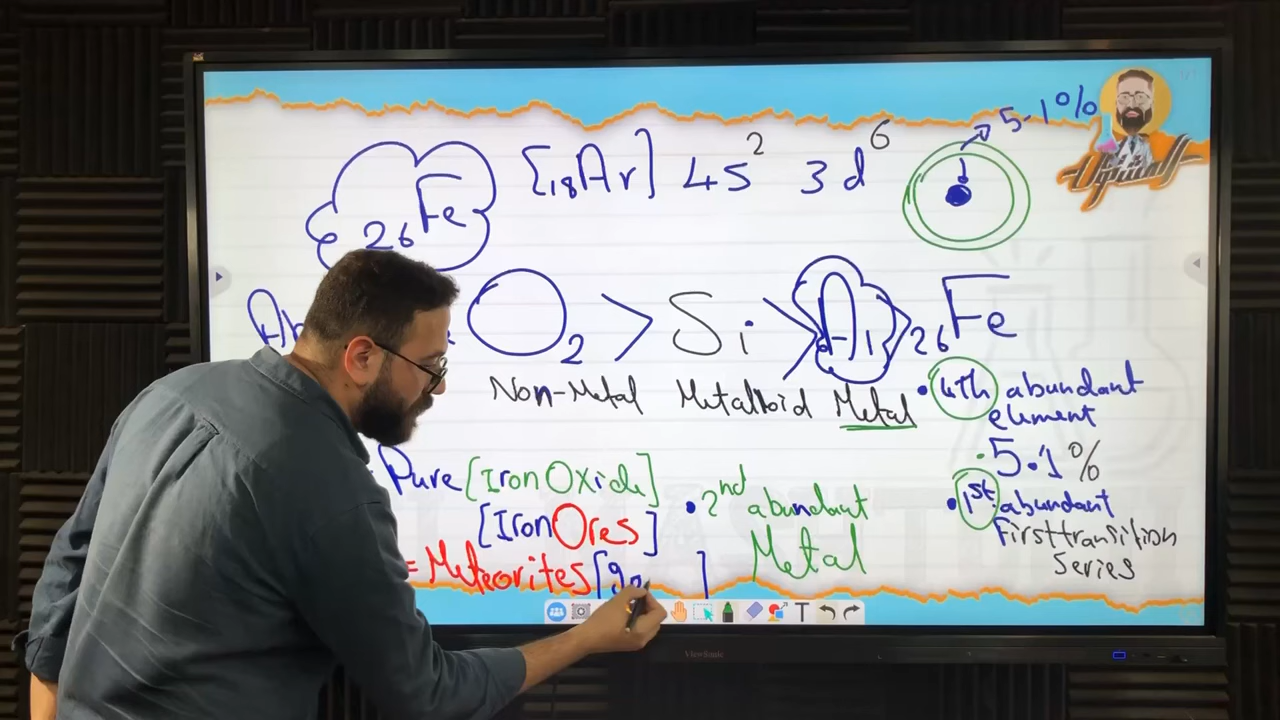 26Fe [18Ar] 4S² 3d⁶ 5.1%
O2 > Si > Al > 26Fe
Non-Metal Metalloid Metal
• 4th abundant
element
• 5.1%
• 1st abundant
First transition
Series
Pure [Iron Oxide]
[Iron Ores]
= Meteorites [90 ]
• 2nd abundant
Metal
ViewSonic